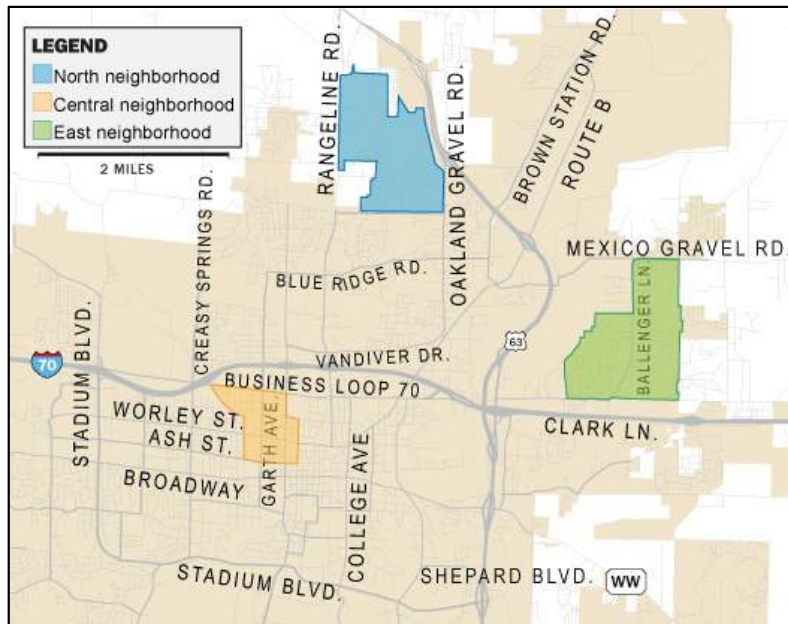 LEGEND
North neighborhood
Central neighborhood
East neighborhood
2 MILES
RANGELINE RD.
OAKLAND GRAVEL RD.
BROWN STATION RD.
ROUTE B
CREASY SPRINGS RD.
BLUE RIDGE RD.
MEXICO GRAVEL RD.
BALLENGER LN.
STADIUM BLVD.
63
70
VANDIVER DR.
BUSINESS LOOP 70
WORLEY ST.
ASH ST.
GARTH AVE.
CLARK LN.
BROADWAY
COLLEGE AVE
STADIUM BLVD.
SHEPARD BLVD.
WW